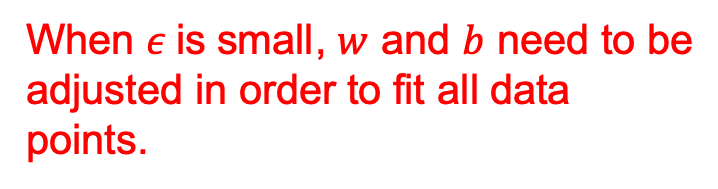 When ϵ is small, w and b need to be
adjusted in order to fit all data
points.